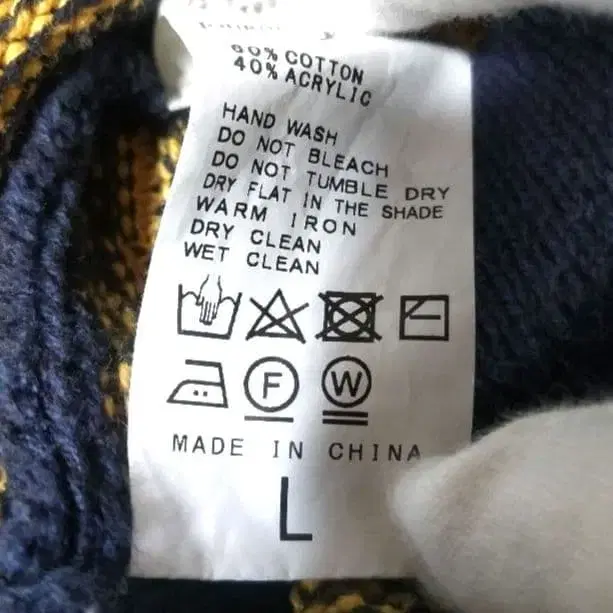 60% COTTON
40% ACRYLIC
HAND WASH
DO NOT BLEACH
DO NOT TUMBLE DRY
DRY FLAT IN THE SHADE
WARM IRON
DRY CLEAN
WET CLEAN
F W
MADE IN CHINA
L